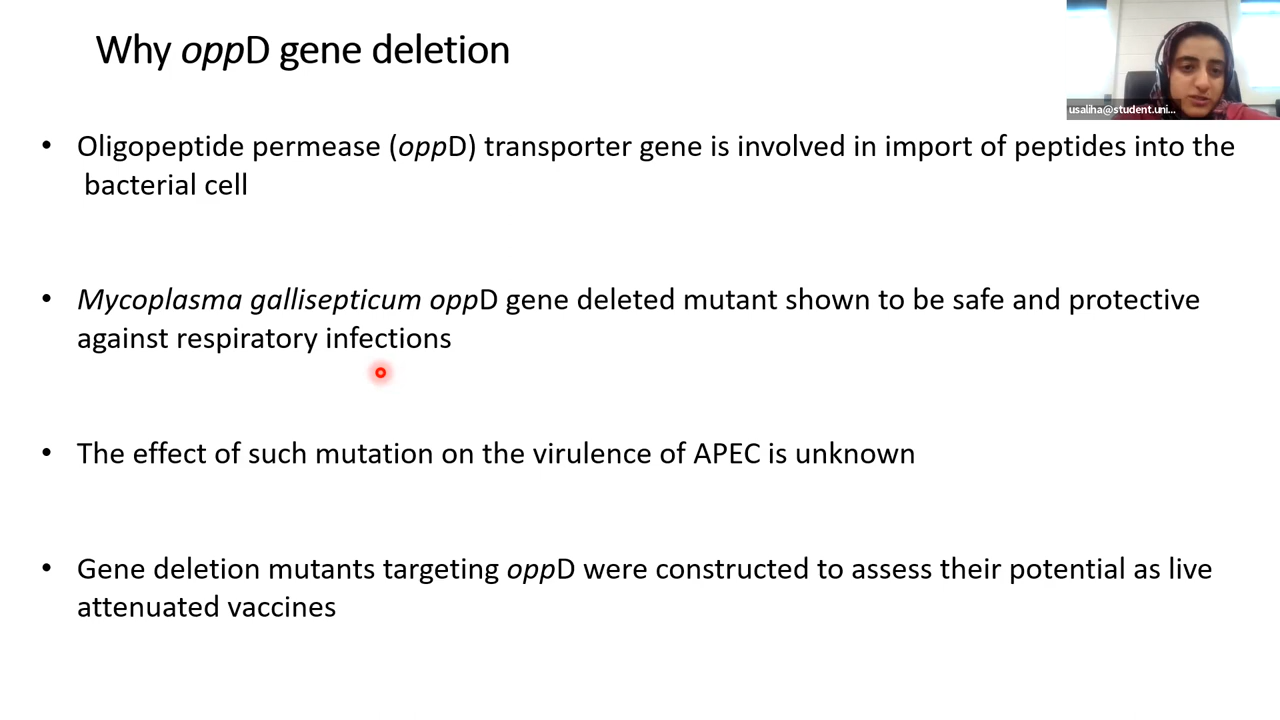 Why oppD gene deletion
usaliha@student.uni...
• Oligopeptide permease (oppD) transporter gene is involved in import of peptides into the
bacterial cell
• Mycoplasma gallisepticum oppD gene deleted mutant shown to be safe and protective
against respiratory infections
• The effect of such mutation on the virulence of APEC is unknown
• Gene deletion mutants targeting oppD were constructed to assess their potential as live
attenuated vaccines